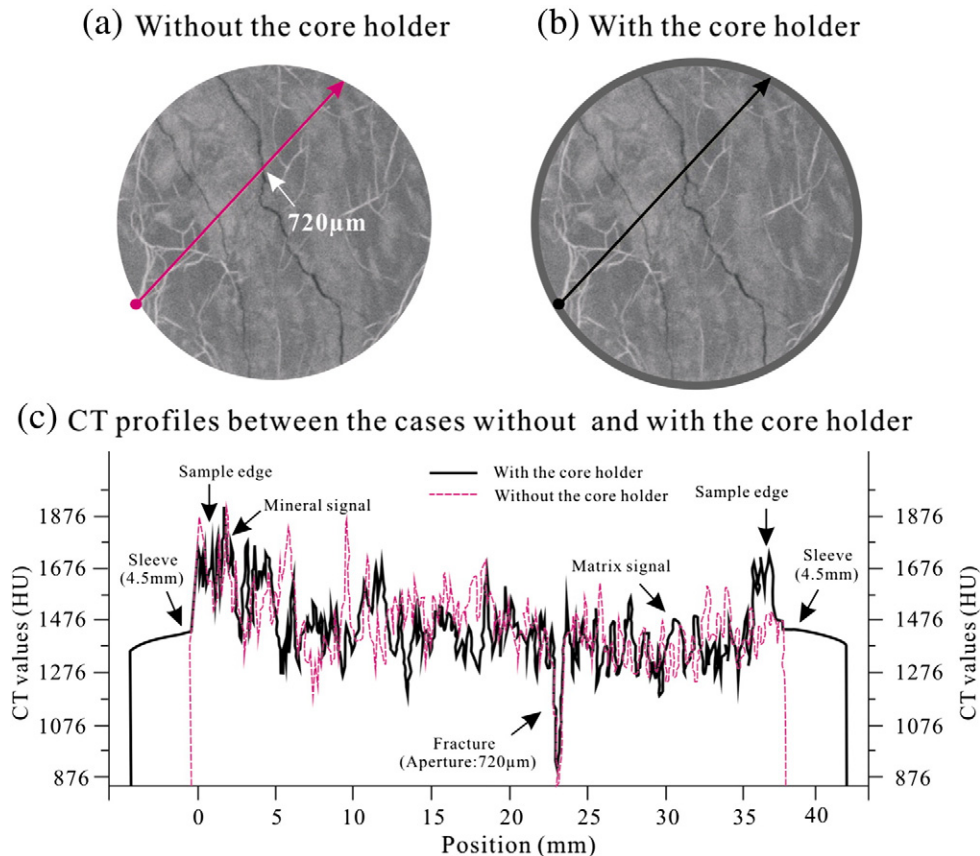 (a) Without the core holder
(b) With the core holder
720μm
(c) CT profiles between the cases without and with the core holder
Sample edge
With the core holder
Without the core holder
Sample edge
Mineral signal
Sleeve
(4.5mm)
Matrix signal
Sleeve
(4.5mm)
Fracture
(Aperture:720μm)
CT values (HU)
1876
1676
1476
1276
1076
876
1876
1676
1476
1276
1076
876
CT values (HU)
0
5
10
15
20
25
30
35
40
Position (mm)